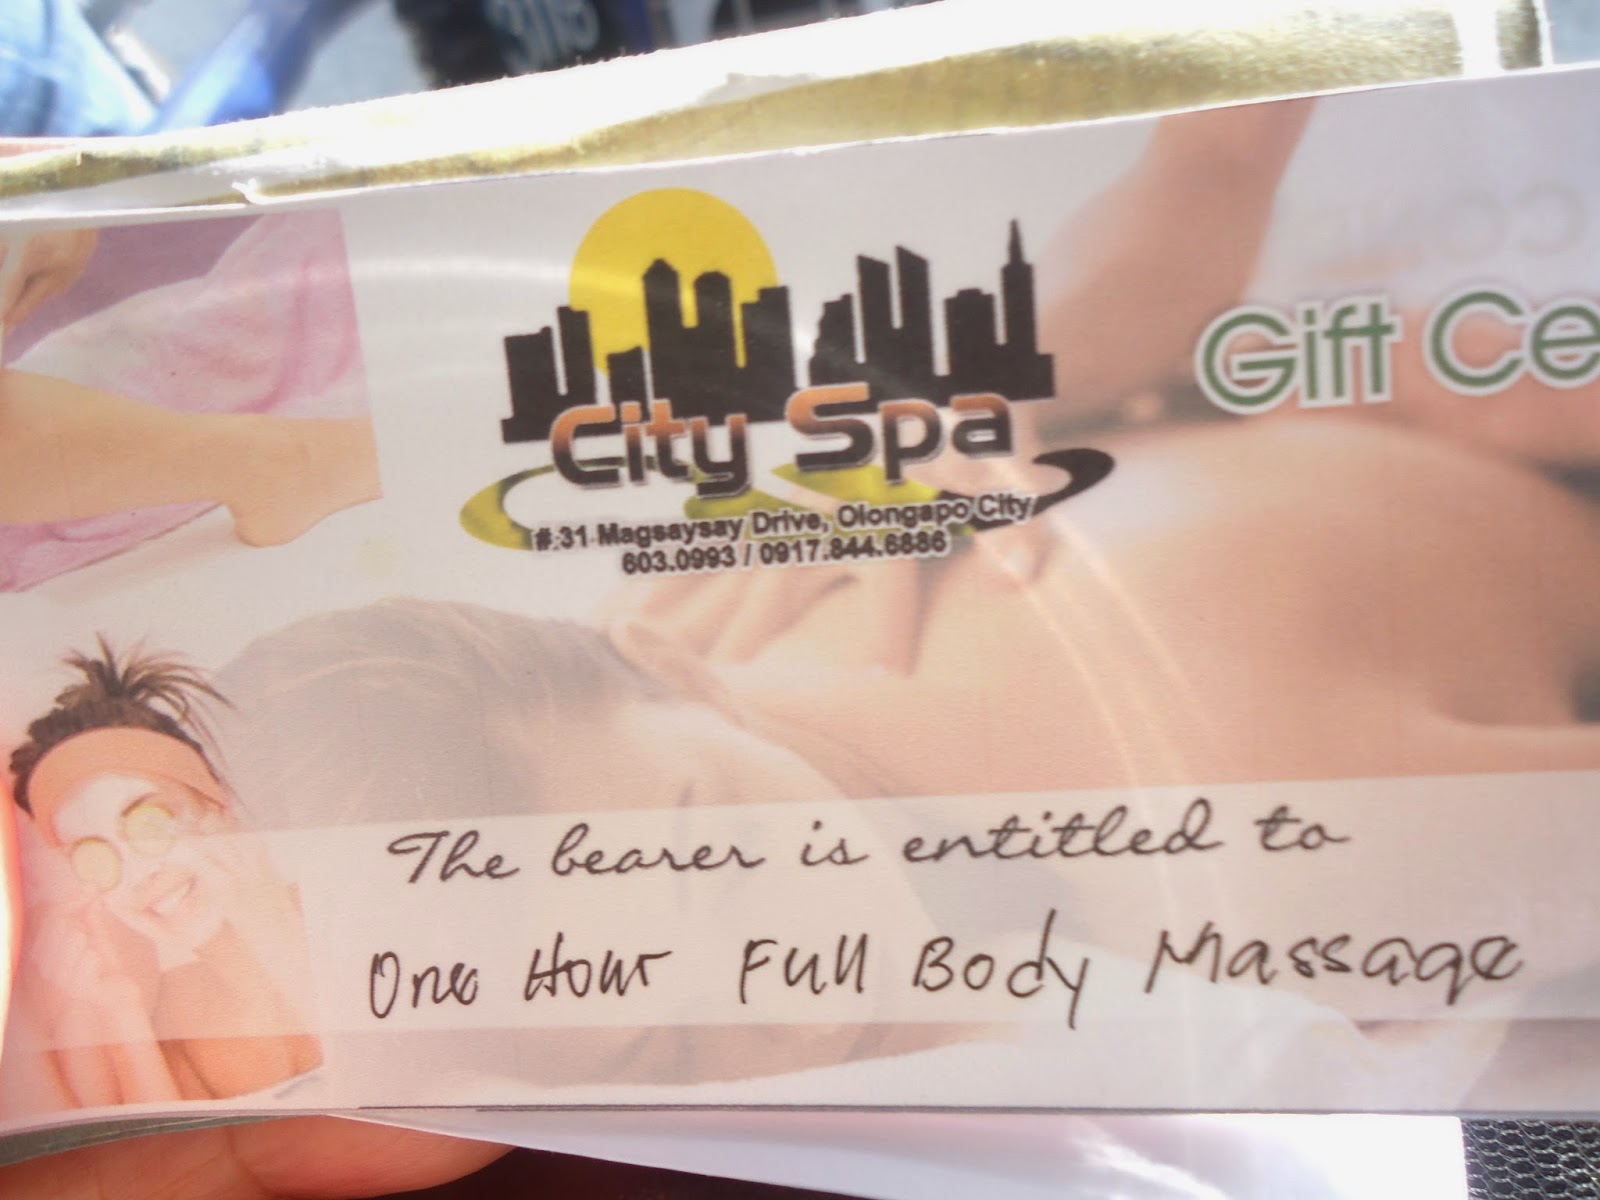 City Spa
# 31 Magsaysay Drive, Olongapo City
603.0993 / 0917.844.6886
Gift Ce
The bearer is entitled to
One Hour Full Body Massage